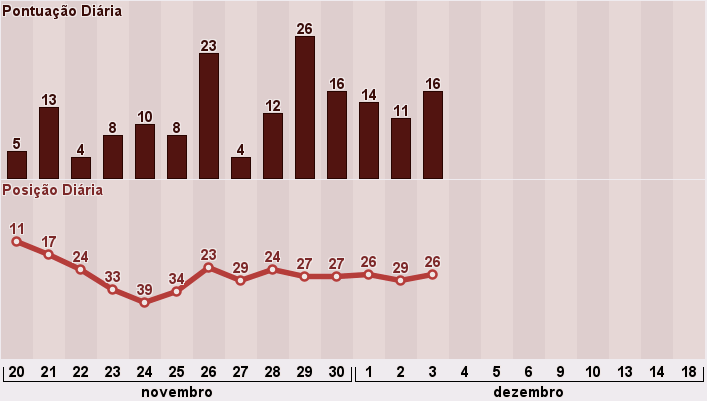 Pontuação Diária
5 13 4 8 10 8 23 4 12 26 16 14 11 16
Posição Diária
11 17 24 33 39 34 23 29 24 27 27 26 29 26
20 21 22 23 24 25 26 27 28 29 30 1 2 3 4 5 6 9 10 13 14 18
novembro dezembro